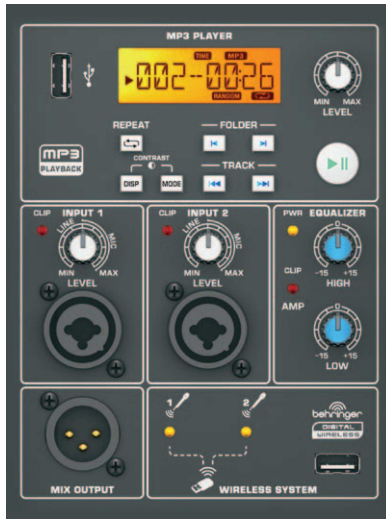 MP3 PLAYER
TIME MP3
002--00:26
RANDOM
MIN MAX
LEVEL
REPEAT
FOLDER
MP3
PLAYBACK
CONTRAST
TRACK
DISP MODE
CLIP INPUT 1
LINE MIC
MIN MAX
LEVEL
CLIP INPUT 2
LINE MIC
MIN MAX
LEVEL
PWR EQUALIZER
0
-15 +15
HIGH
CLIP
AMP
0
-15 +15
LOW
MIX OUTPUT
1 2
WIRELESS SYSTEM
behringer
DIGITAL
WIRELESS